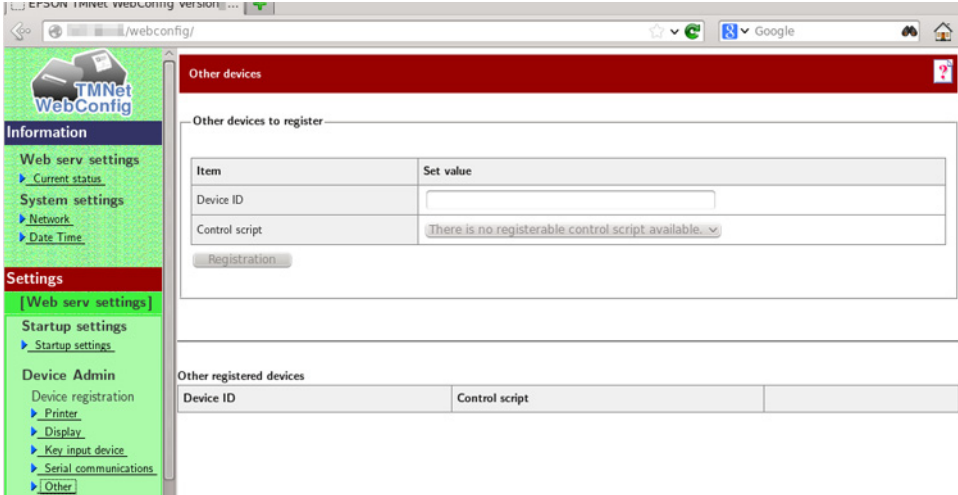 EPSON TMNet WebConfig Version ...
/webconfig/
Google
TMNet
WebConfig
Information
Web serv settings
Current status
System settings
Network
Date Time
Settings
[Web serv settings]
Startup settings
Startup settings
Device Admin
Device registration
Printer
Display
Key input device
Serial communications
Other
Other devices
?
Other devices to register
Item Set value
Device ID
Control script There is no registerable control script available.
Registration
Other registered devices
Device ID Control script